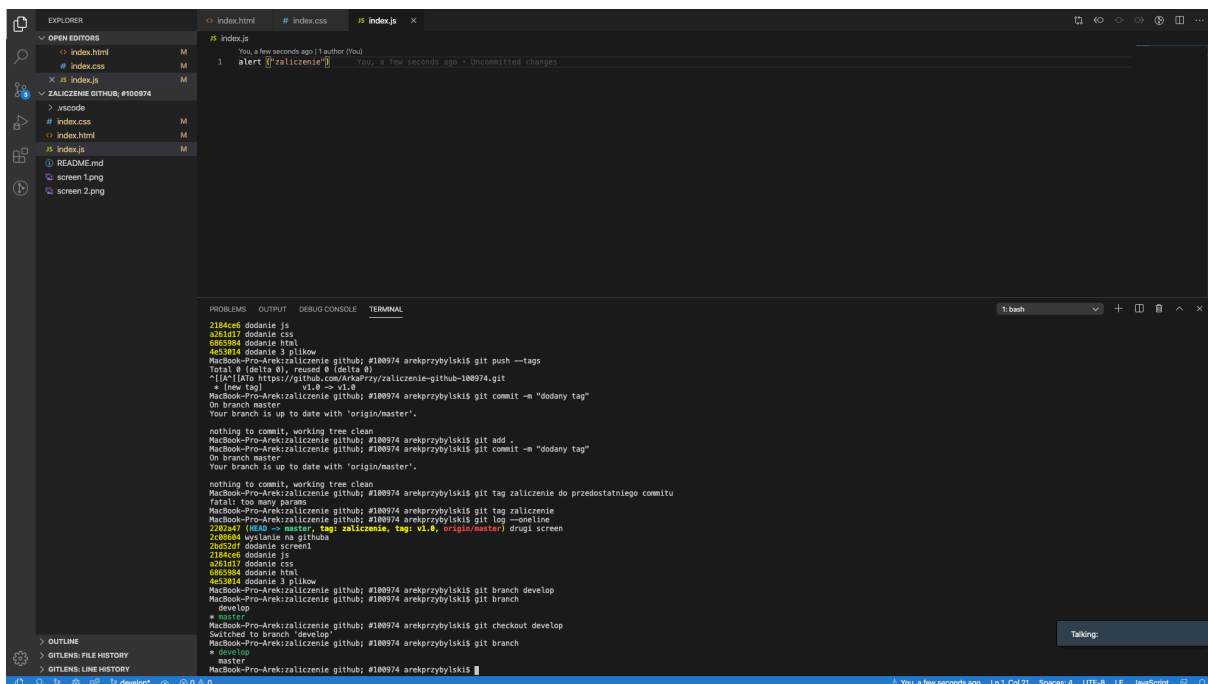 EXPLORER
OPEN EDITORS
index.html M
# index.css M
JS index.js M
ZALICZENIE GITHUB; #100974
.vscode
# index.css M
index.html M
JS index.js M
README.md
screen 1.png
screen 2.png
OUTLINE
GITLENS: FILE HISTORY
GITLENS: LINE HISTORY
index.html # index.css JS index.js
JS index.js
You, a few seconds ago | 1 author (You)
1 alert ("zaliczenie") You, a few seconds ago • Uncommitted changes
PROBLEMS OUTPUT DEBUG CONSOLE TERMINAL 1: bash
2184ce6 dodanie js
a261d17 dodanie css
6865984 dodanie html
4e53014 dodanie 3 plikow
MacBook-Pro-Arek:zaliczenie github; #100974 arekprzybylski$ git push --tags
Total 0 (delta 0), reused 0 (delta 0)
^[[A^[[ATo https://github.com/ArkaPrzy/zaliczenie-github-100974.git
* [new tag] v1.0 -> v1.0
MacBook-Pro-Arek:zaliczenie github; #100974 arekprzybylski$ git commit -m "dodany tag"
On branch master
Your branch is up to date with 'origin/master'.
nothing to commit, working tree clean
MacBook-Pro-Arek:zaliczenie github; #100974 arekprzybylski$ git add .
MacBook-Pro-Arek:zaliczenie github; #100974 arekprzybylski$ git commit -m "dodany tag"
On branch master
Your branch is up to date with 'origin/master'.
nothing to commit, working tree clean
MacBook-Pro-Arek:zaliczenie github; #100974 arekprzybylski$ git tag zaliczenie do przedostatniego commitu
fatal: too many params
MacBook-Pro-Arek:zaliczenie github; #100974 arekprzybylski$ git tag zaliczenie
MacBook-Pro-Arek:zaliczenie github; #100974 arekprzybylski$ git log --oneline
2202a47 (HEAD -> master, tag: zaliczenie, tag: v1.0, origin/master) drugi screen
2c08604 wyslanie na githuba
2bd52df dodanie screen1
2184ce6 dodanie js
a261d17 dodanie css
6865984 dodanie html
4e53014 dodanie 3 plikow
MacBook-Pro-Arek:zaliczenie github; #100974 arekprzybylski$ git branch develop
MacBook-Pro-Arek:zaliczenie github; #100974 arekprzybylski$ git branch
develop
* master
MacBook-Pro-Arek:zaliczenie github; #100974 arekprzybylski$ git checkout develop
Switched to branch 'develop'
MacBook-Pro-Arek:zaliczenie github; #100974 arekprzybylski$ git branch
* develop
master
MacBook-Pro-Arek:zaliczenie github; #100974 arekprzybylski$
Talking:
develop* 0 0 You, a few seconds ago Ln 1, Col 21 Spaces: 4 UTF-8 LF JavaScript